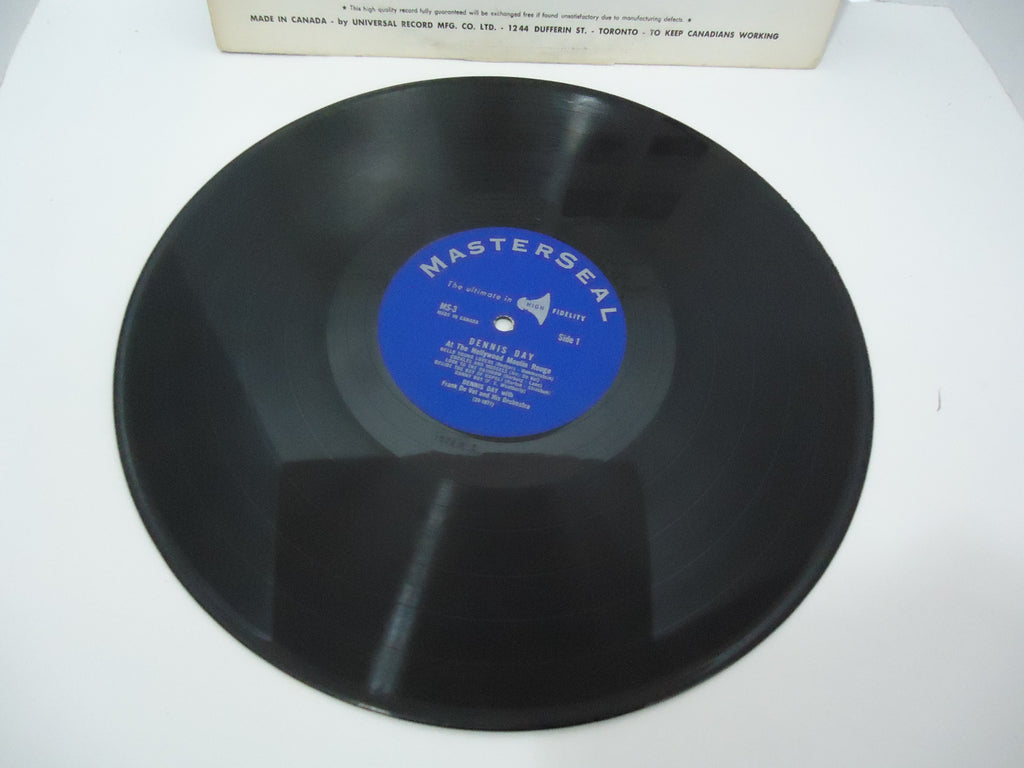 ★ This high quality record fully guaranteed will be exchanged free if found unsatisfactory due to manufacturing defects. ★
MADE IN CANADA - by UNIVERSAL RECORD MFG. CO. LTD. - 1244 DUFFERIN ST. - TORONTO - TO KEEP CANADIANS WORKING
MASTERSEAL
The ultimate in HIGH FIDELITY
MS-3
MADE IN CANADA
Side 1
DENNIS DAY
At The Hollywood Moulin Rouge
DENNIS DAY with
Frank De Vol and His Orchestra